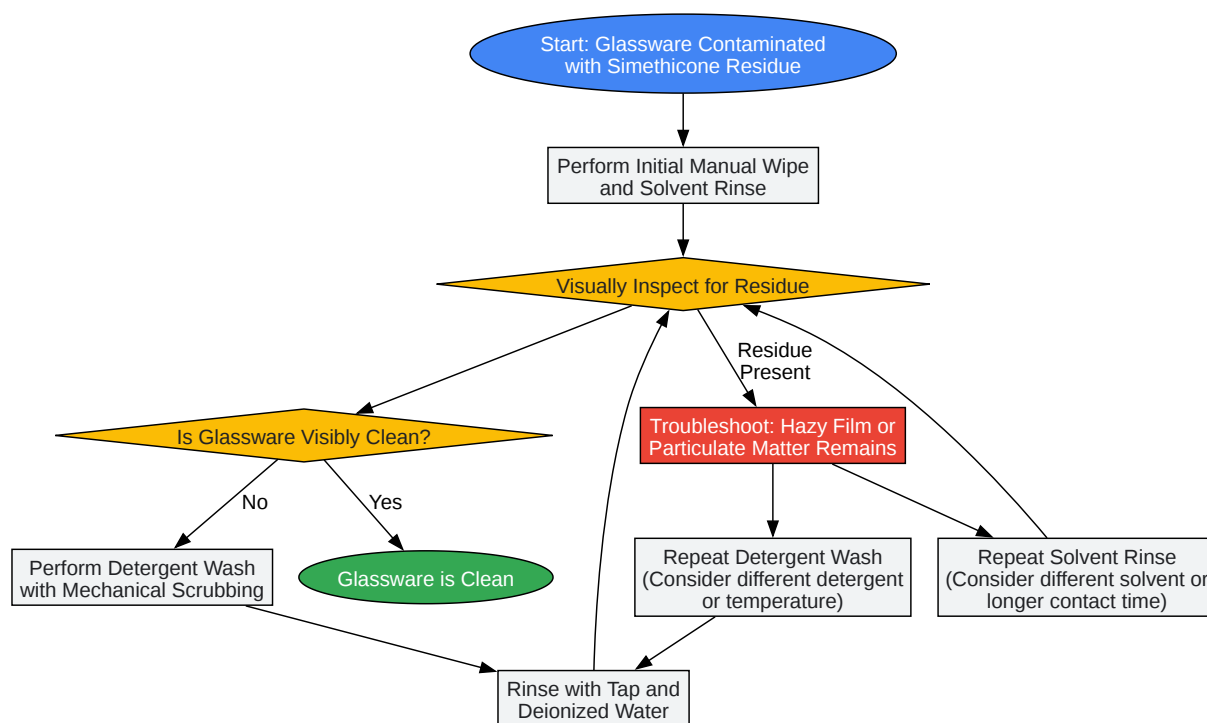 Start: Glassware Contaminated
with Simethicone Residue
Perform Initial Manual Wipe
and Solvent Rinse
Visually Inspect for Residue
Residue
Present
Is Glassware Visibly Clean?
Troubleshoot: Hazy Film or
Particulate Matter Remains
No
Yes
Perform Detergent Wash
with Mechanical Scrubbing
Glassware is Clean
Repeat Detergent Wash
(Consider different detergent
or temperature)
Repeat Solvent Rinse
(Consider different solvent or
longer contact time)
Rinse with Tap and
Deionized Water